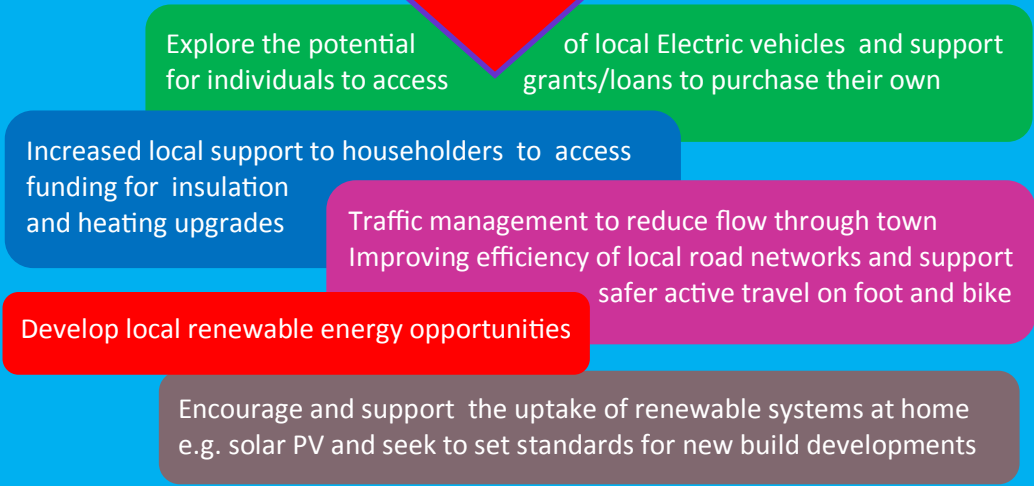 Explore the potential of local Electric vehicles and support
for individuals to access grants/loans to purchase their own
Increased local support to householders to access
funding for insulation
and heating upgrades
Traffic management to reduce flow through town
Improving efficiency of local road networks and support
safer active travel on foot and bike
Develop local renewable energy opportunities
Encourage and support the uptake of renewable systems at home
e.g. solar PV and seek to set standards for new build developments